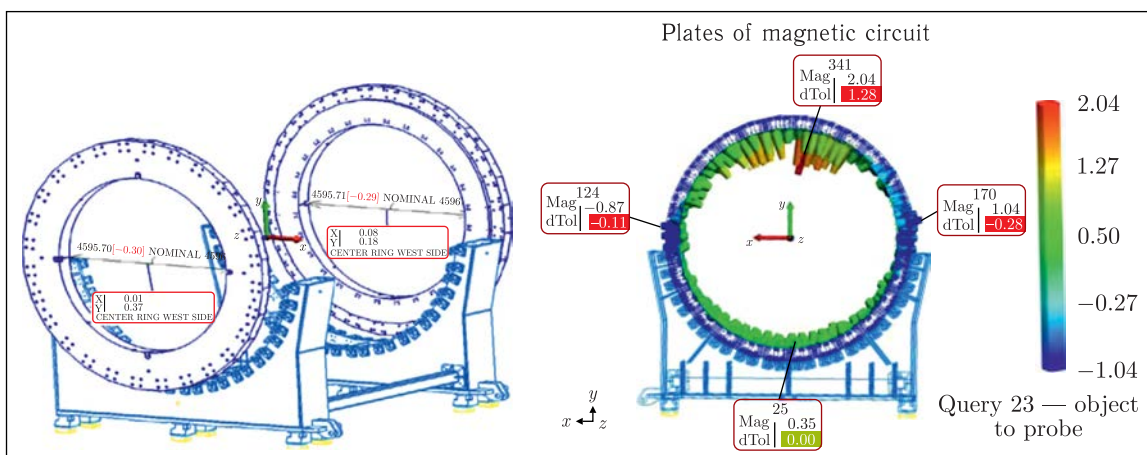 Plates of magnetic circuit
4595.71[−0.29] NOMINAL 4596
y
z
x
X 0.08
Y 0.18
CENTER RING WEST SIDE
4595.70[−0.30] NOMINAL 4596
X 0.01
Y 0.37
CENTER RING WEST SIDE
341
Mag 2.04
dTol 1.28
124
Mag −0.87
dTol −0.11
170
Mag 1.04
dTol −0.28
y
x
z
25
Mag 0.35
dTol 0.00
y
x
z
2.04
1.27
0.50
−0.27
−1.04
Query 23 — object
to probe